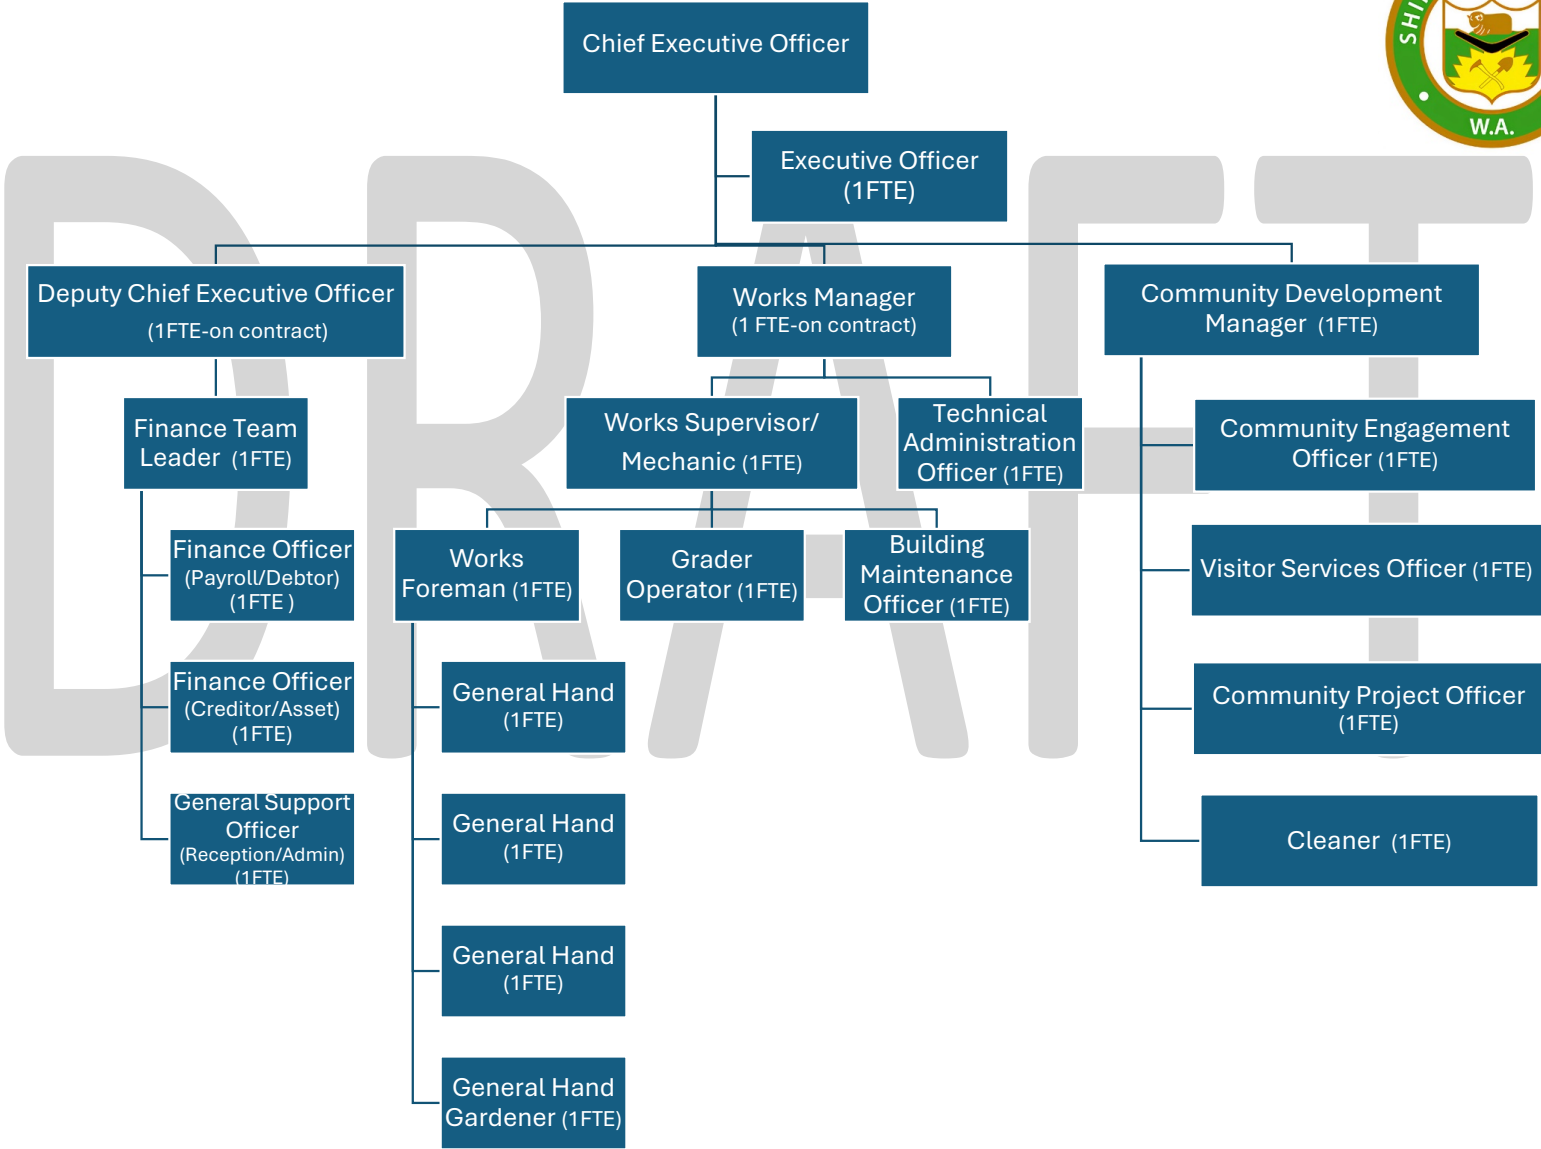 Chief Executive Officer
SHI
W.A.
Executive Officer
(1FTE)
Deputy Chief Executive Officer
(1FTE-on contract)
Works Manager
(1 FTE-on contract)
Community Development
Manager (1FTE)
Finance Team
Leader (1FTE)
Works Supervisor/
Mechanic (1FTE)
Technical
Administration
Officer (1FTE)
Community Engagement
Officer (1FTE)
Finance Officer
(Payroll/Debtor)
(1FTE )
Works
Foreman (1FTE)
Grader
Operator (1FTE)
Building
Maintenance
Officer (1FTE)
Visitor Services Officer (1FTE)
Finance Officer
(Creditor/Asset)
(1FTE)
General Hand
(1FTE)
Community Project Officer
(1FTE)
General Support
Officer
(Reception/Admin)
(1FTE)
General Hand
(1FTE)
Cleaner (1FTE)
General Hand
(1FTE)
General Hand
Gardener (1FTE)
DRAFT